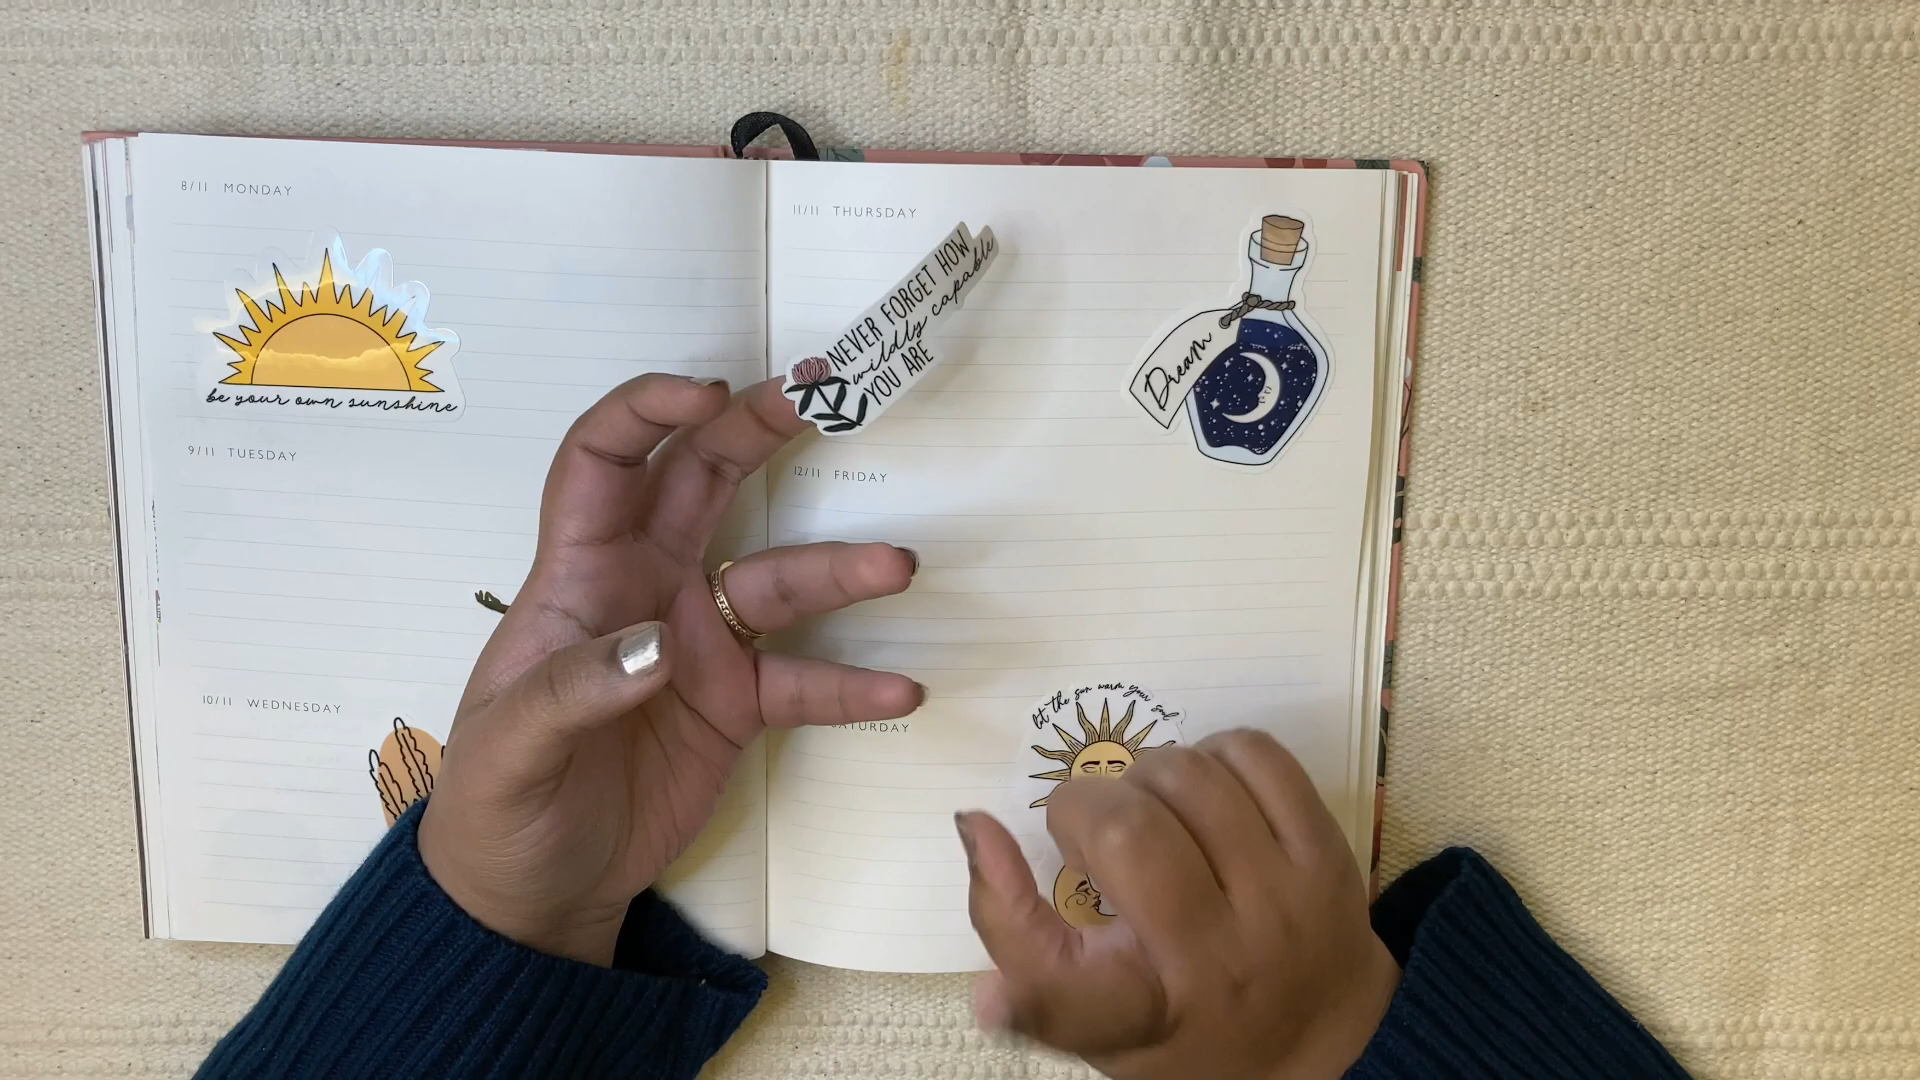 8/11 MONDAY
be your own sunshine
9/11 TUESDAY
10/11 WEDNESDAY
11/11 THURSDAY
NEVER FORGET HOW
wildly capable
YOU ARE
Dream
12/11 FRIDAY
let the sun warm your soul